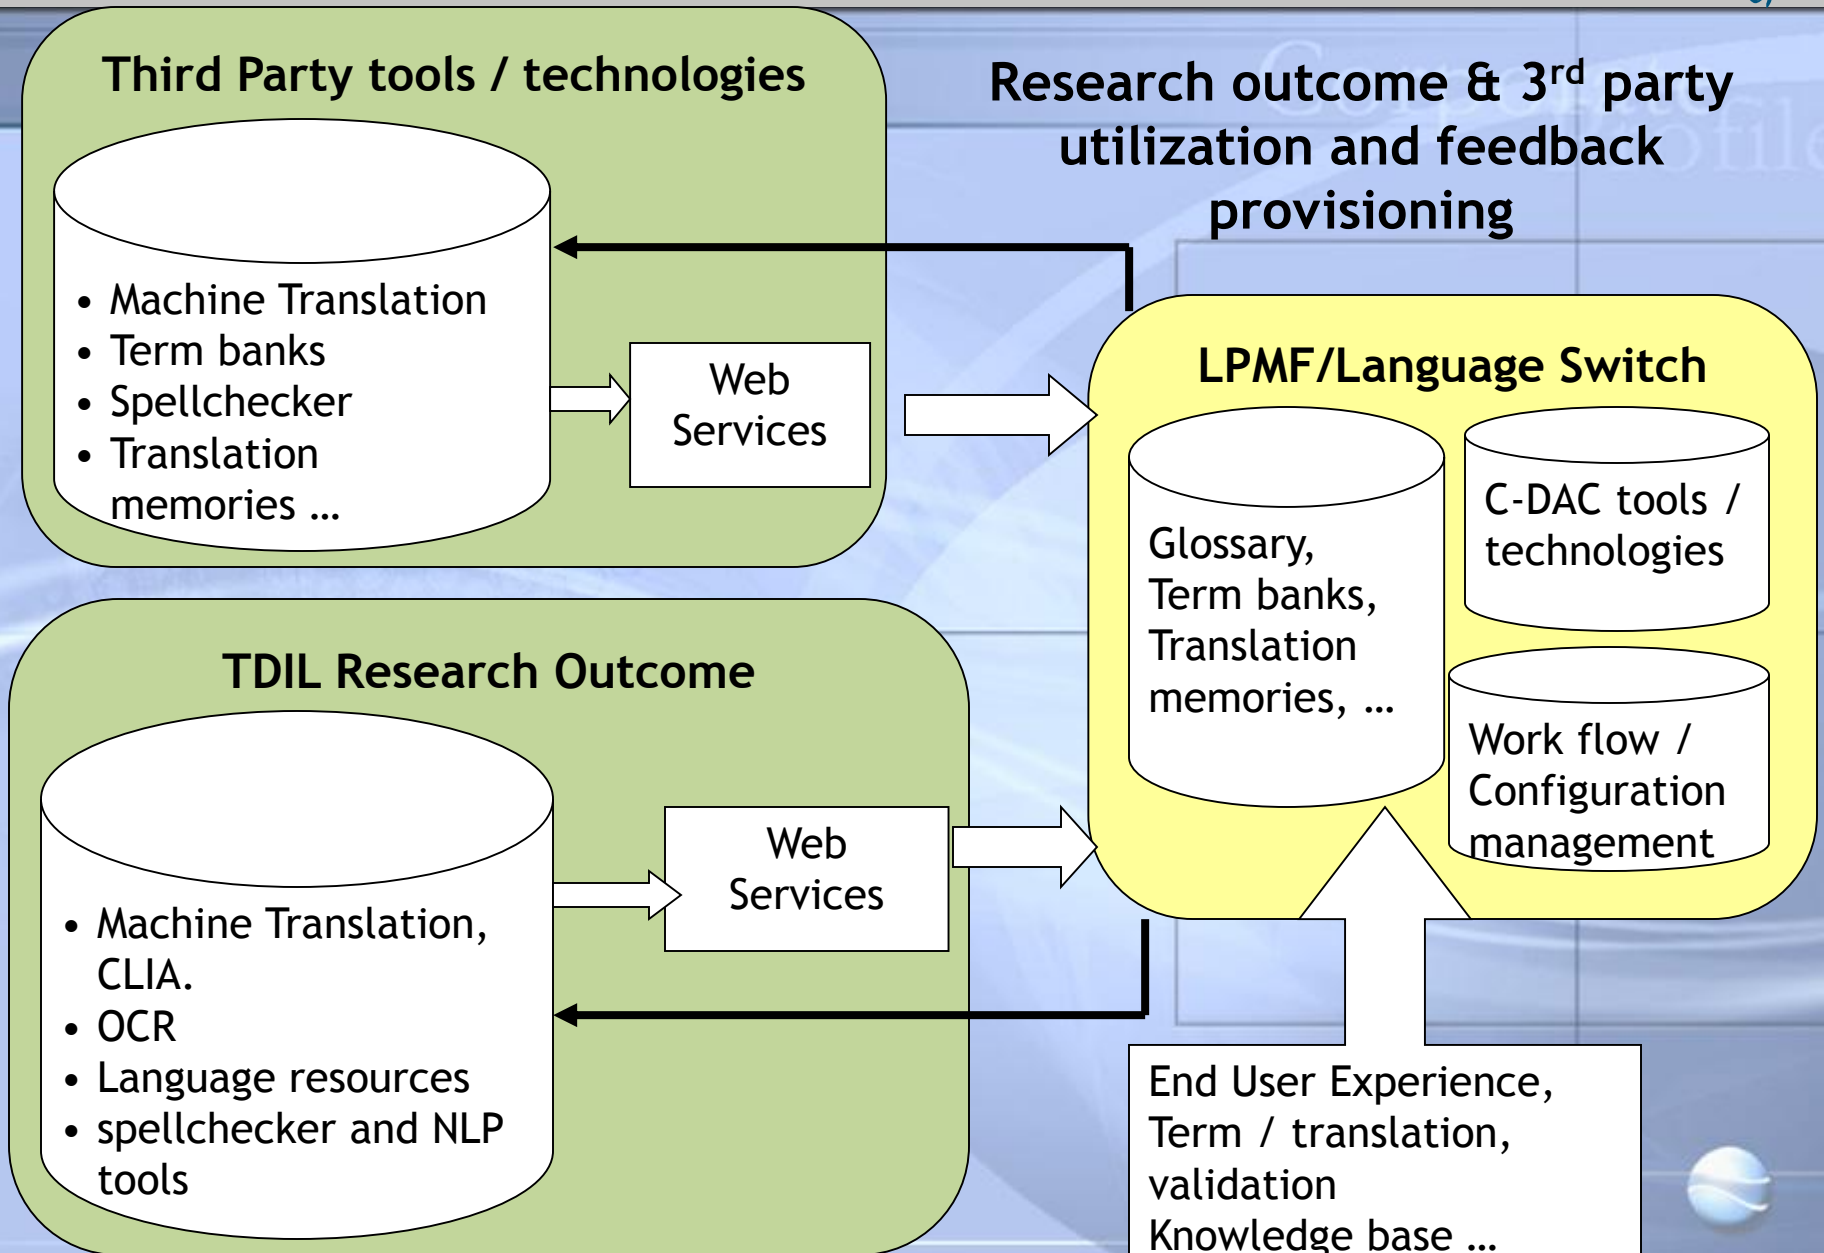 Third Party tools / technologies
Research outcome & 3rd party
utilization and feedback
provisioning
• Machine Translation
• Term banks
• Spellchecker
• Translation
memories …
Web
Services
LPMF/Language Switch
Glossary,
Term banks,
Translation
memories, …
C-DAC tools /
technologies
Work flow /
Configuration
management
TDIL Research Outcome
• Machine Translation,
CLIA.
• OCR
• Language resources
• spellchecker and NLP
tools
Web
Services
End User Experience,
Term / translation,
validation
Knowledge base …
Corporate
Profile